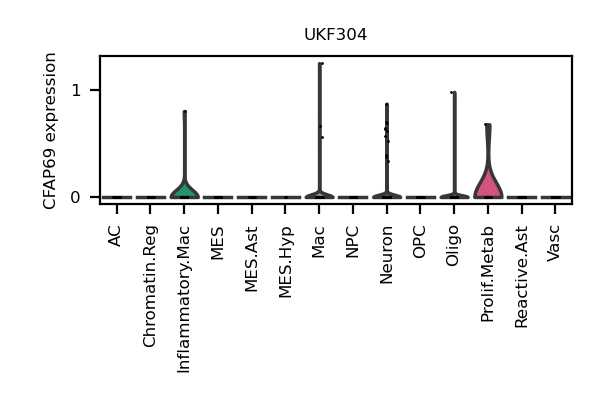 UKF304
CFAP69 expression
1
0
AC
Chromatin.Reg
Inflammatory.Mac
MES
MES.Ast
MES.Hyp
Mac
NPC
Neuron
OPC
Oligo
Prolif.Metab
Reactive.Ast
Vasc